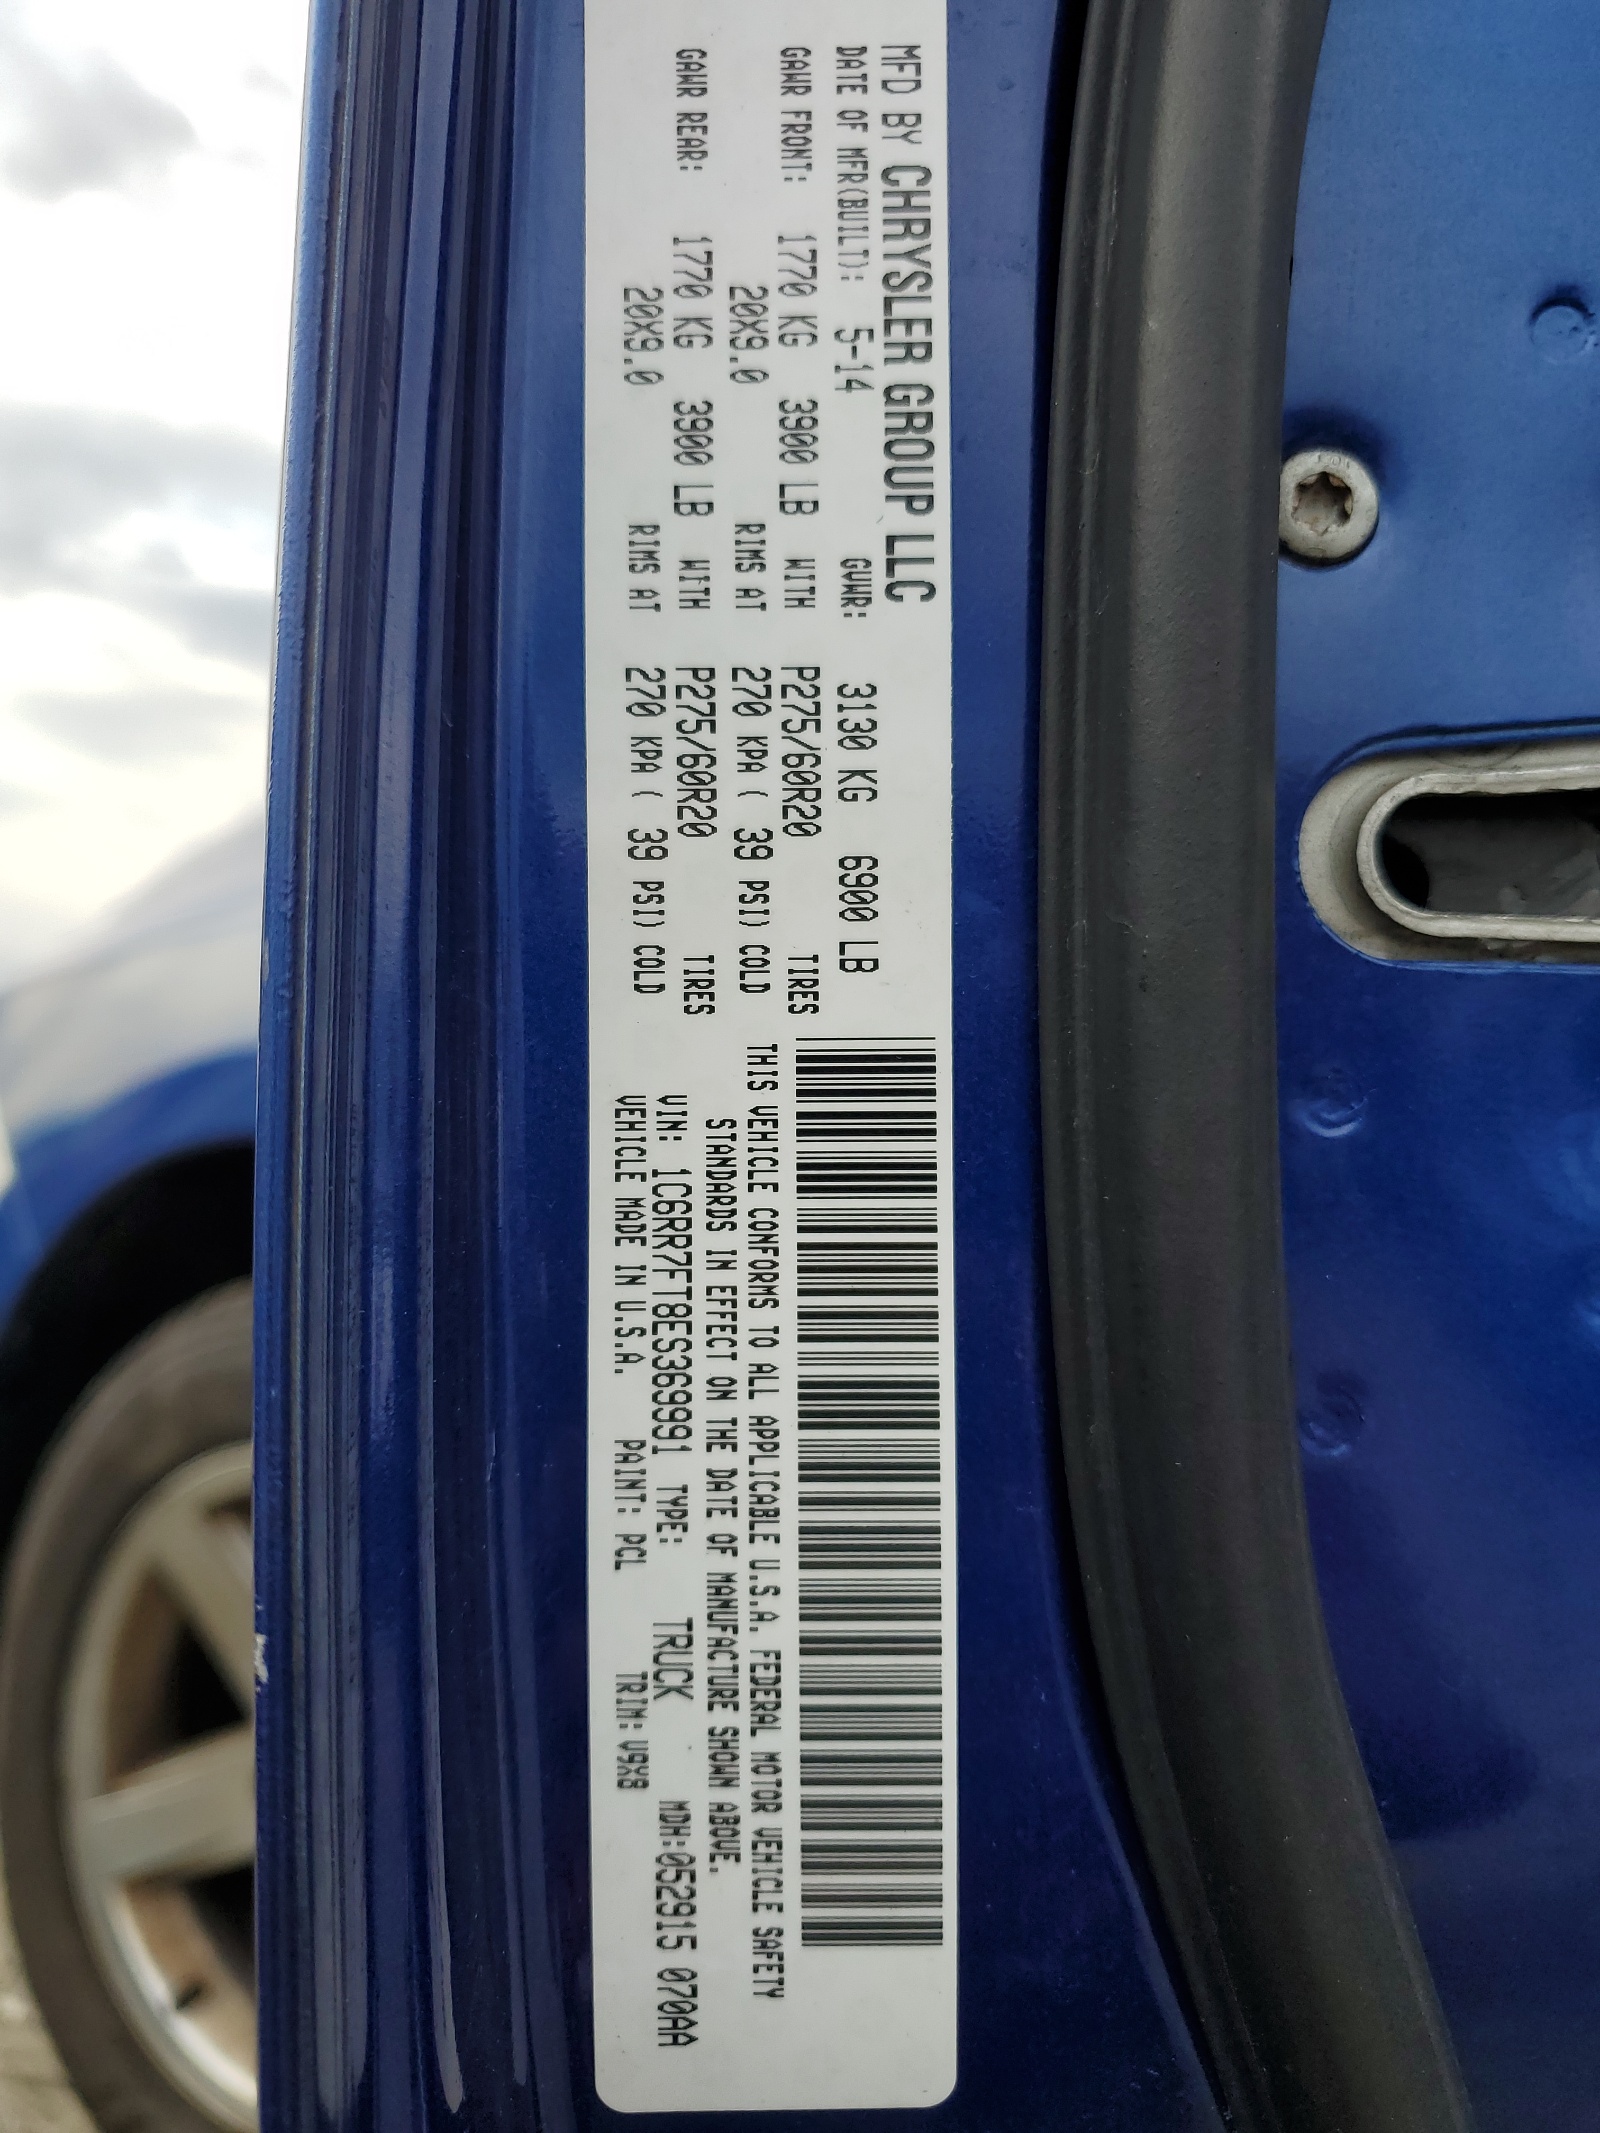 MFD BY CHRYSLER GROUP LLC
DATE OF MFR(BUILT): 5-14 GVWR: 3130 KG 6900 LB
GAWR FRONT: 1770 KG 3900 LB WITH P275/60R20 TIRES
20X9.0 RIMS AT 270 KPA ( 39 PSI) COLD
GAWR REAR: 1770 KG 3900 LB WITH P275/60R20 TIRES
20X9.0 RIMS AT 270 KPA ( 39 PSI) COLD
THIS VEHICLE CONFORMS TO ALL APPLICABLE U.S.A. FEDERAL MOTOR VEHICLE SAFETY
STANDARDS IN EFFECT ON THE DATE OF MANUFACTURE SHOWN ABOVE.
VIN: 1C6RR7FT8ES369991 TYPE: TRUCK MDH:052915 070AA
VEHICLE MADE IN U.S.A. PAINT: PCL TRIM: V9X8